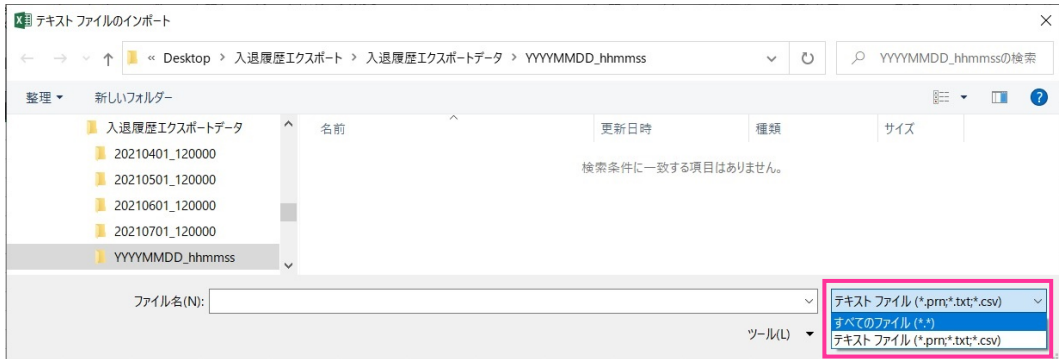 テキスト ファイルのインポート
« Desktop › 入退履歴エクスポート › 入退履歴エクスポートデータ › YYYYMMDD_hhmmss
YYYYMMDD_hhmmssの検索
整理 新しいフォルダー
入退履歴エクスポートデータ
20210401_120000
20210501_120000
20210601_120000
20210701_120000
YYYYMMDD_hhmmss
名前 更新日時 種類 サイズ
検索条件に一致する項目はありません。
ファイル名(N):
テキスト ファイル (*.prn;*.txt;*.csv)
すべてのファイル (*.*)
テキスト ファイル (*.prn;*.txt;*.csv)
ツール(L)